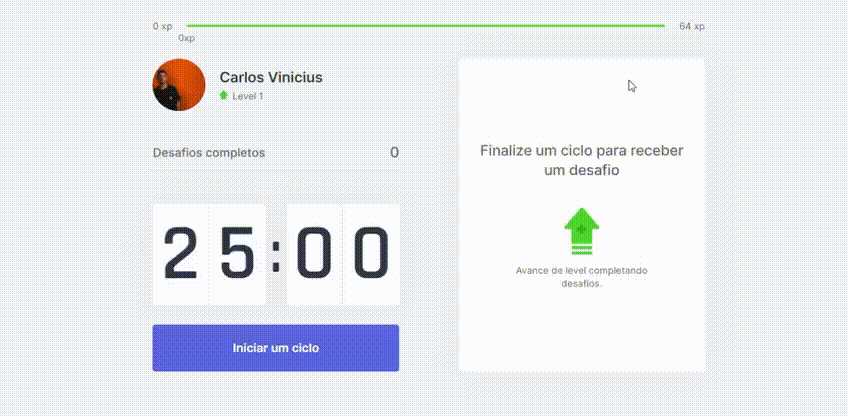 0 xp
64 xp
0xp
Carlos Vinicius
Level 1
Desafios completos
0
25:00
Iniciar um ciclo
Finalize um ciclo para receber
um desafio
Avance de level completando
desafios.